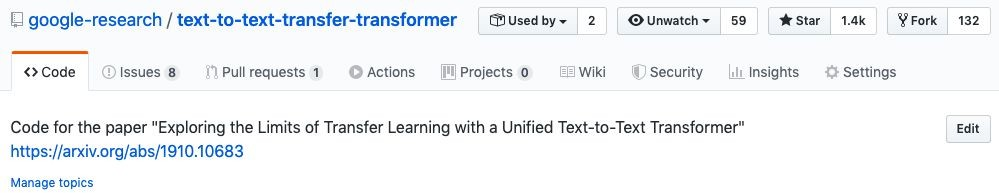 google-research / text-to-text-transfer-transformer Used by 2 Unwatch 59 Star 1.4k Fork 132
Code Issues 8 Pull requests 1 Actions Projects 0 Wiki Security Insights Settings
Code for the paper "Exploring the Limits of Transfer Learning with a Unified Text-to-Text Transformer" Edit
https://arxiv.org/abs/1910.10683
Manage topics